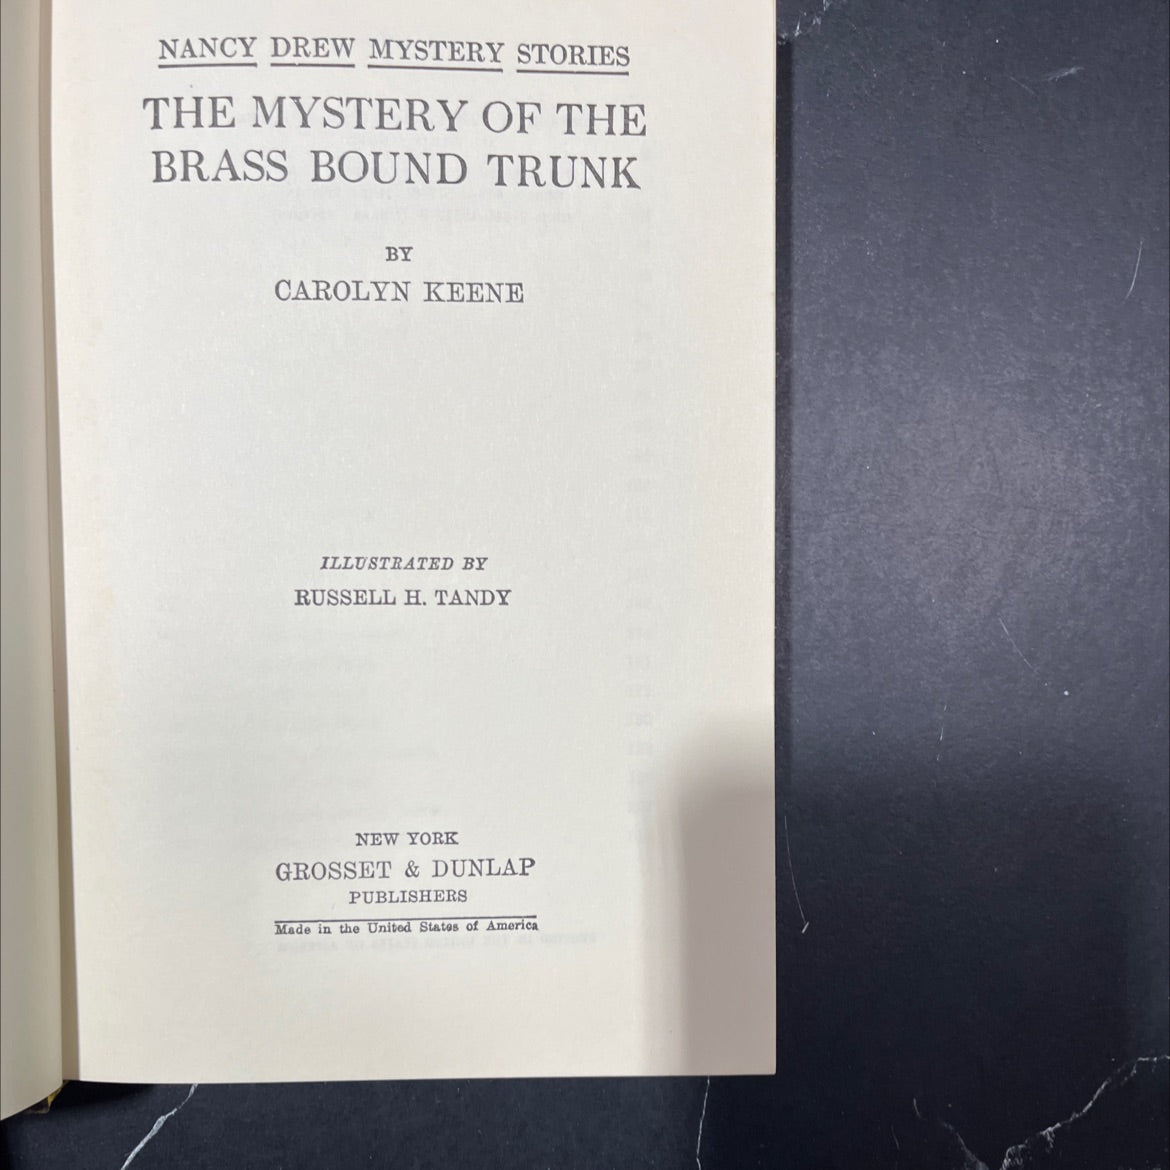 NANCY DREW MYSTERY STORIES
THE MYSTERY OF THE
BRASS BOUND TRUNK
BY
CAROLYN KEENE
ILLUSTRATED BY
RUSSELL H. TANDY
NEW YORK
GROSSET & DUNLAP
PUBLISHERS
Made in the United States of America